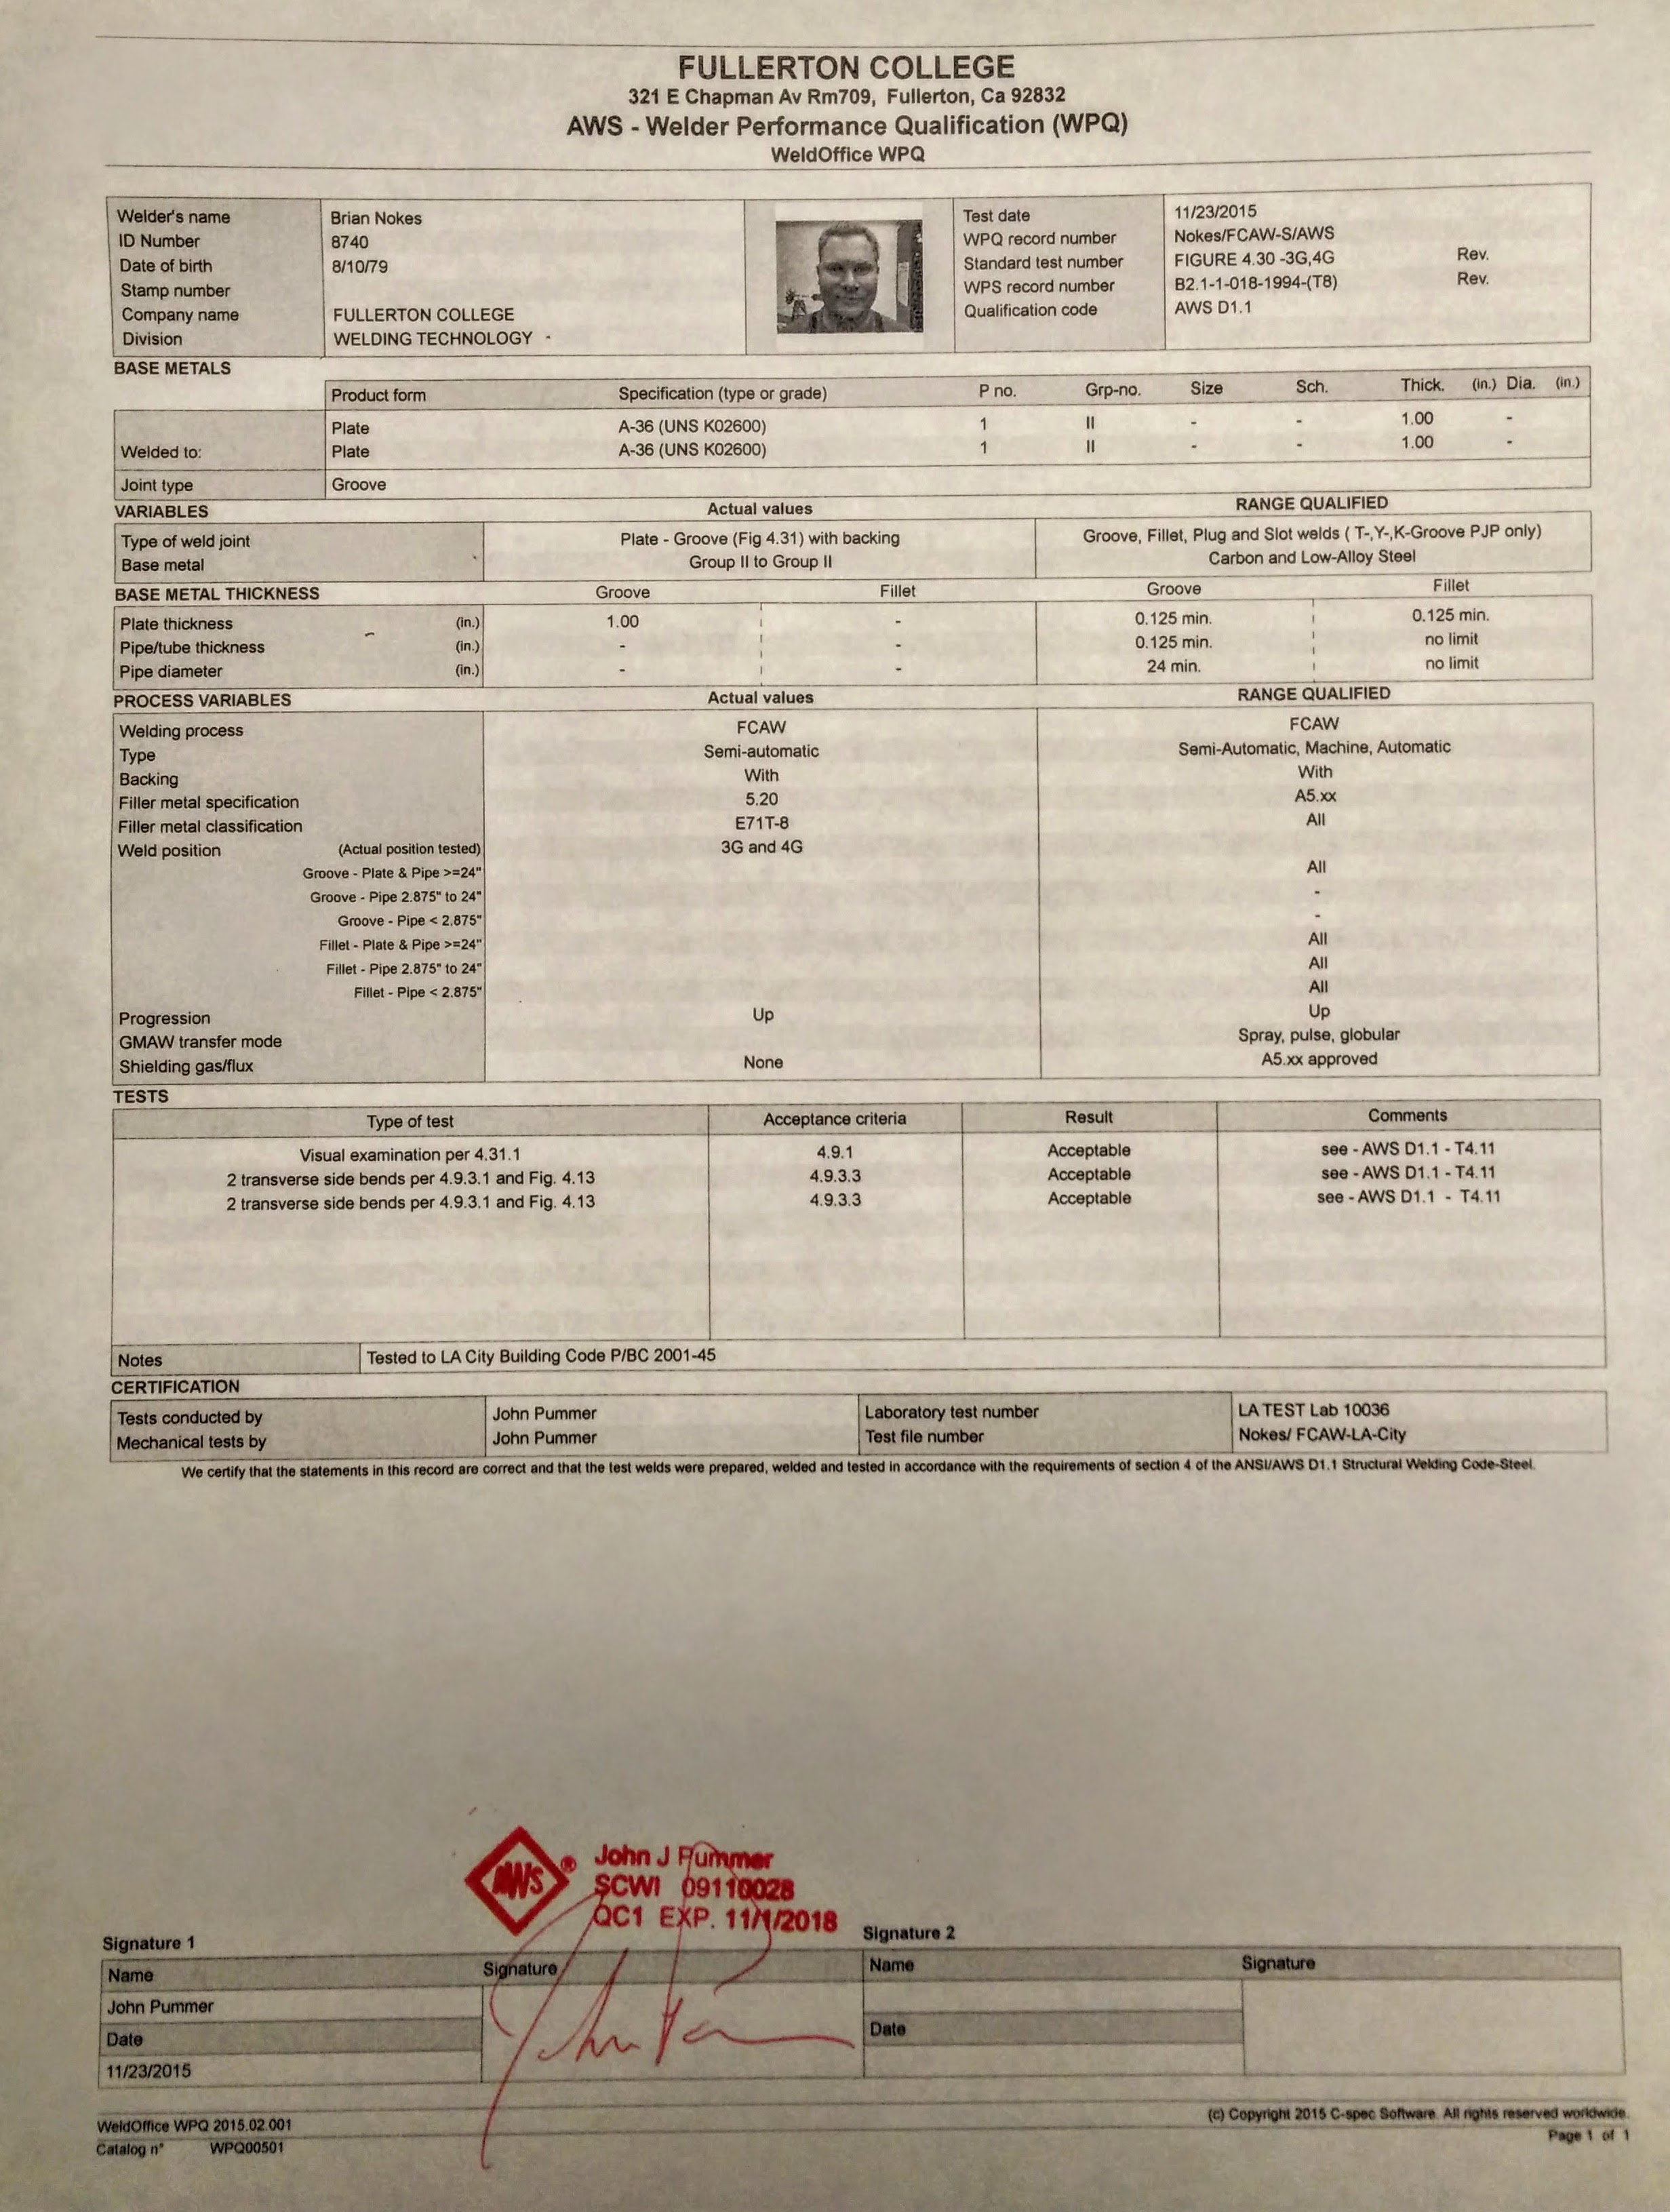 FULLERTON COLLEGE
321 E Chapman Av Rm709, Fullerton, Ca 92832
AWS - Welder Performance Qualification (WPQ)
WeldOffice WPQ
Welder's name Brian Nokes Test date 11/23/2015
ID Number 8740 WPQ record number Nokes/FCAW-S/AWS
Date of birth 8/10/79 Standard test number FIGURE 4.30 -3G,4G Rev.
Stamp number WPS record number B2.1-1-018-1994-(T8) Rev.
Company name FULLERTON COLLEGE Qualification code AWS D1.1
Division WELDING TECHNOLOGY -
BASE METALS
Product form Specification (type or grade) P no. Grp-no. Size Sch. Thick. (in.) Dia. (in.)
Plate A-36 (UNS K02600) 1 II - - 1.00 -
Welded to: Plate A-36 (UNS K02600) 1 II - - 1.00 -
Joint type Groove
VARIABLES Actual values RANGE QUALIFIED
Type of weld joint Plate - Groove (Fig 4.31) with backing Groove, Fillet, Plug and Slot welds ( T-,Y-,K-Groove PJP only)
Base metal Group II to Group II Carbon and Low-Alloy Steel
BASE METAL THICKNESS Groove Fillet Groove Fillet
Plate thickness (in.) 1.00 - 0.125 min. 0.125 min.
Pipe/tube thickness (in.) - - 0.125 min. no limit
Pipe diameter (in.) - - 24 min. no limit
PROCESS VARIABLES Actual values RANGE QUALIFIED
Welding process FCAW FCAW
Type Semi-automatic Semi-Automatic, Machine, Automatic
Backing With With
Filler metal specification 5.20 A5.xx
Filler metal classification E71T-8 All
Weld position (Actual position tested) 3G and 4G
Groove - Plate & Pipe >=24" All
Groove - Pipe 2.875" to 24" -
Groove - Pipe < 2.875" -
Fillet - Plate & Pipe >=24" All
Fillet - Pipe 2.875" to 24" All
Fillet - Pipe < 2.875" All
Progression Up Up
GMAW transfer mode Spray, pulse, globular
Shielding gas/flux None A5.xx approved
TESTS
Type of test Acceptance criteria Result Comments
Visual examination per 4.31.1 4.9.1 Acceptable see - AWS D1.1 - T4.11
2 transverse side bends per 4.9.3.1 and Fig. 4.13 4.9.3.3 Acceptable see - AWS D1.1 - T4.11
2 transverse side bends per 4.9.3.1 and Fig. 4.13 4.9.3.3 Acceptable see - AWS D1.1 - T4.11
Notes Tested to LA City Building Code P/BC 2001-45
CERTIFICATION
Tests conducted by John Pummer Laboratory test number LA TEST Lab 10036
Mechanical tests by John Pummer Test file number Nokes/ FCAW-LA-City
We certify that the statements in this record are correct and that the test welds were prepared, welded and tested in accordance with the requirements of section 4 of the ANSI/AWS D1.1 Structural Welding Code-Steel.
AWS ® John J Pummer
SCWI 09110028
QC1 EXP. 11/1/2018
Signature 1 Signature 2
Name Signature Name Signature
John Pummer
Date Date
11/23/2015
WeldOffice WPQ 2015.02.001 (c) Copyright 2015 C-spec Software. All rights reserved worldwide.
Catalog n° WPQ00501 Page 1 of 1